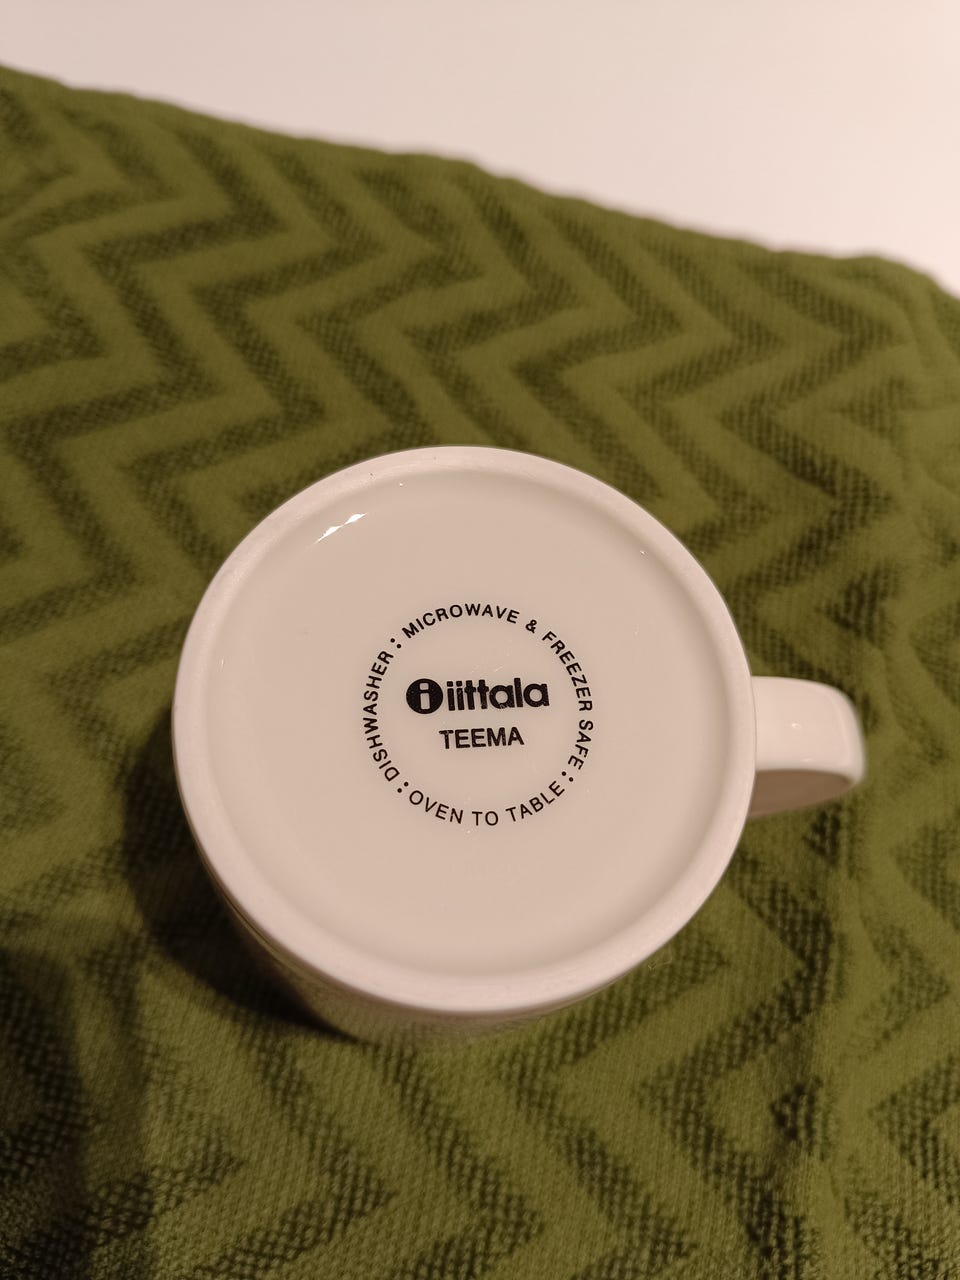 MICROWAVE & FREEZER SAFE :
OVEN TO TABLE :
DISHWASHER :
i iittala
TEEMA